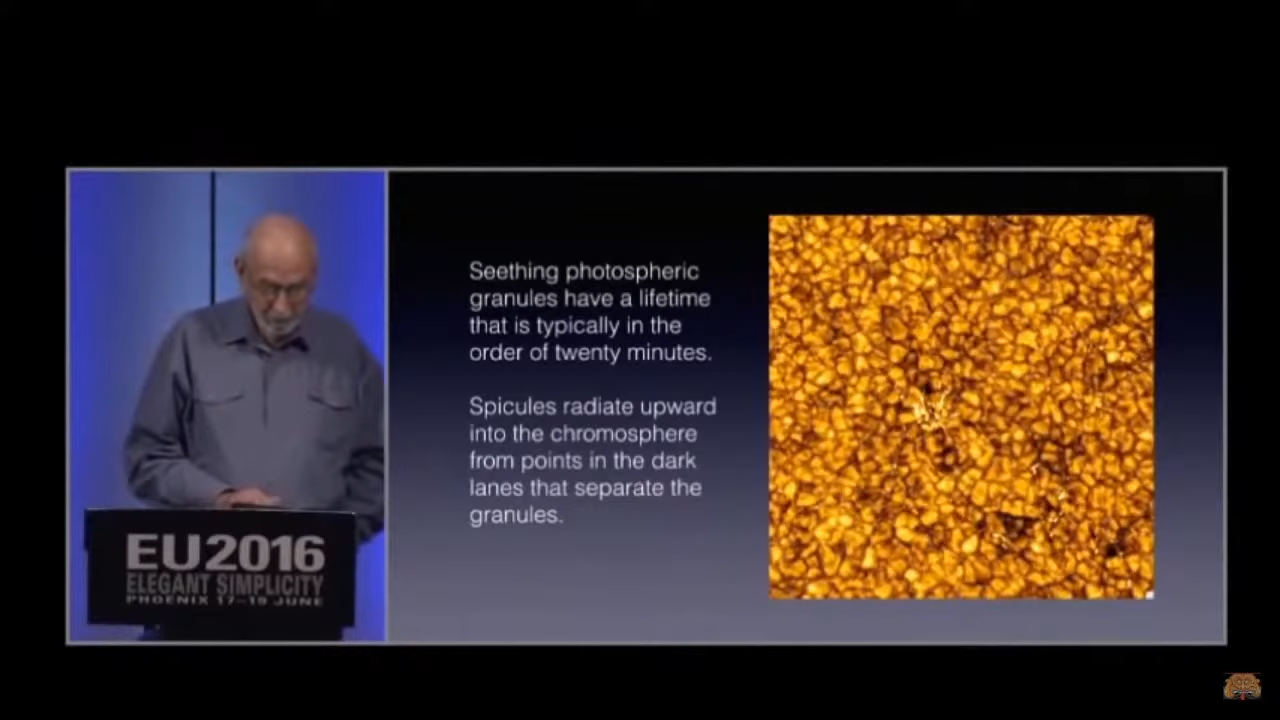 Seething photospheric
granules have a lifetime
that is typically in the
order of twenty minutes.
Spicules radiate upward
into the chromosphere
from points in the dark
lanes that separate the
granules.
EU2016
ELEGANT SIMPLICITY
PHOENIX 17–19 JUNE